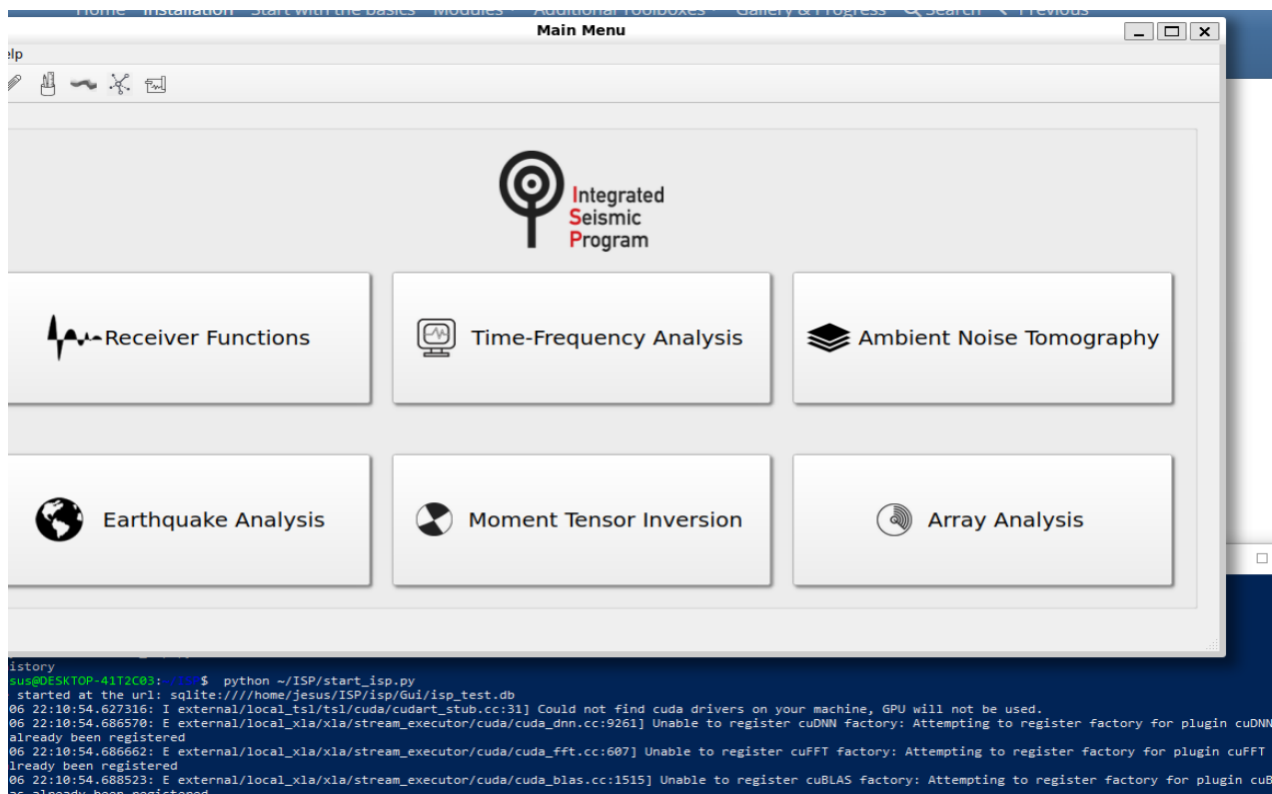 Home Installation Start with the basics Modules Additional Toolboxes Gallery & Progress Search Previous
Main Menu
elp
Integrated
Seismic
Program
Receiver Functions
Time-Frequency Analysis
Ambient Noise Tomography
Earthquake Analysis
Moment Tensor Inversion
Array Analysis
istory
sus@DESKTOP-41T2C03:~/ISP$ python ~/ISP/start_isp.py
started at the url: sqlite:////home/jesus/ISP/isp/Gui/isp_test.db
06 22:10:54.627316: I external/local_tsl/tsl/cuda/cudart_stub.cc:31] Could not find cuda drivers on your machine, GPU will not be used.
06 22:10:54.686570: E external/local_xla/xla/stream_executor/cuda/cuda_dnn.cc:9261] Unable to register cuDNN factory: Attempting to register factory for plugin cuDNN
already been registered
06 22:10:54.686662: E external/local_xla/xla/stream_executor/cuda/cuda_fft.cc:607] Unable to register cuFFT factory: Attempting to register factory for plugin cuFFT
lready been registered
06 22:10:54.688523: E external/local_xla/xla/stream_executor/cuda/cuda_blas.cc:1515] Unable to register cuBLAS factory: Attempting to register factory for plugin cuB
as already been registered